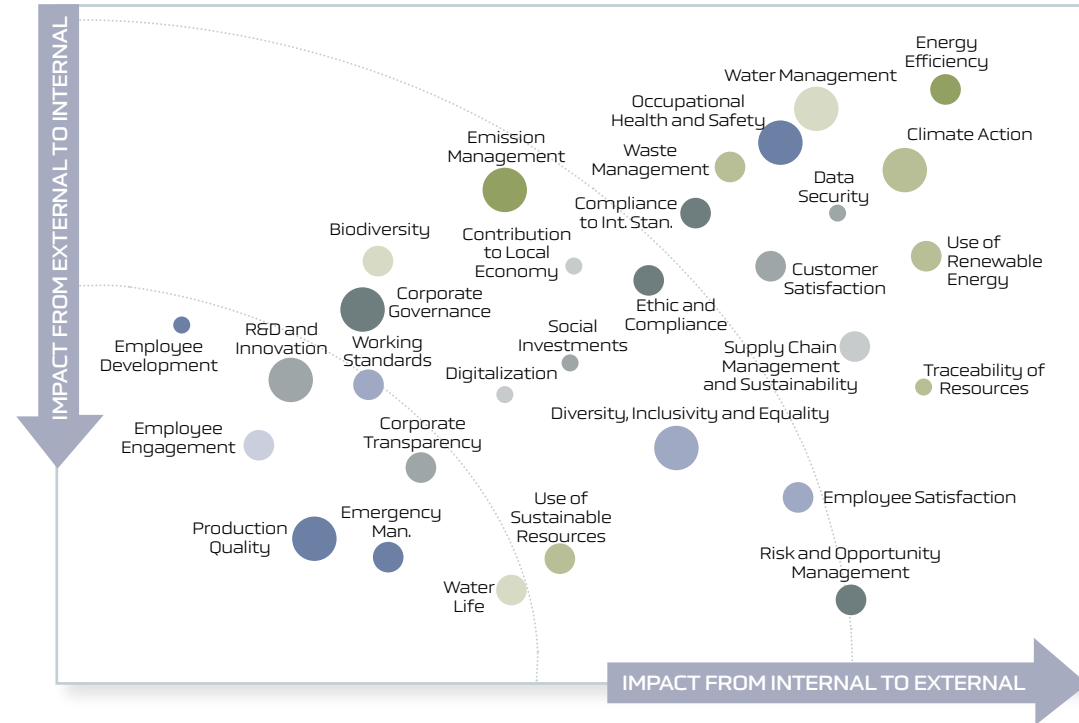 IMPACT FROM EXTERNAL TO INTERNAL
Energy
Efficiency
Water Management
Occupational
Health and Safety
Climate Action
Emission
Management
Waste
Management
Data
Security
Compliance
to Int. Stan.
Biodiversity
Contribution
to Local
Economy
Use of
Renewable
Energy
Customer
Satisfaction
Corporate
Governance
Ethic and
Compliance
Employee
Development
R&D and
Innovation
Working
Standards
Social
Investments
Digitalization
Supply Chain
Management
and Sustainability
Traceability of
Resources
Diversity, Inclusivity and Equality
Employee
Engagement
Corporate
Transparency
Employee Satisfaction
Production
Quality
Emergency
Man.
Use of
Sustainable
Resources
Risk and Opportunity
Management
Water
Life
IMPACT FROM INTERNAL TO EXTERNAL